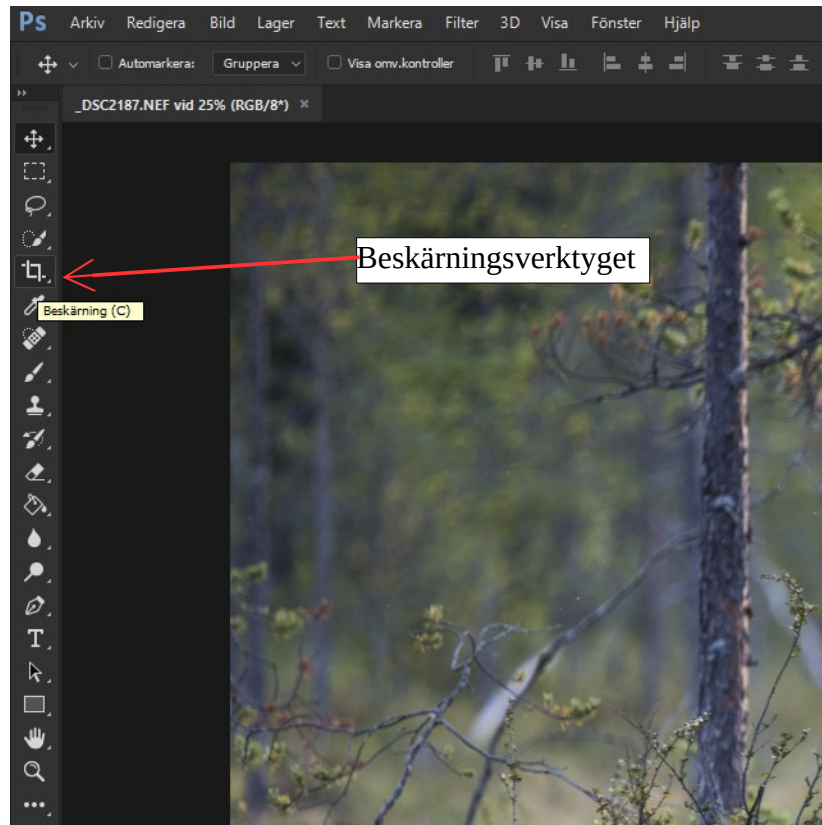 Ps Arkiv Redigera Bild Lager Text Markera Filter 3D Visa Fönster Hjälp
Automarkera: Gruppera Visa omv.kontroller
_DSC2187.NEF vid 25% (RGB/8*) ×
Beskärningsverktyget
Beskärning (C)